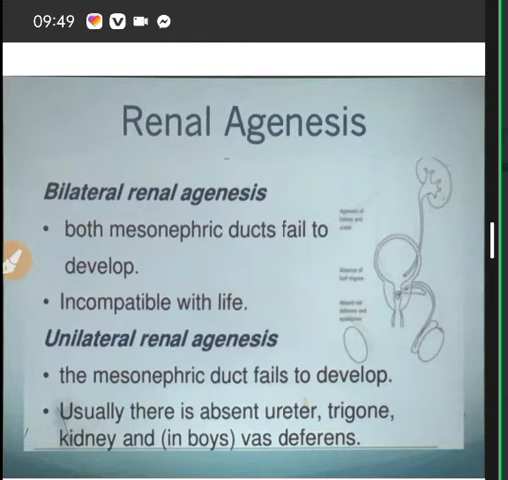 09:49
Renal Agenesis
Bilateral renal agenesis
• both mesonephric ducts fail to
develop.
• Incompatible with life.
Unilateral renal agenesis
• the mesonephric duct fails to develop.
• Usually there is absent ureter, trigone,
kidney and (in boys) vas deferens.